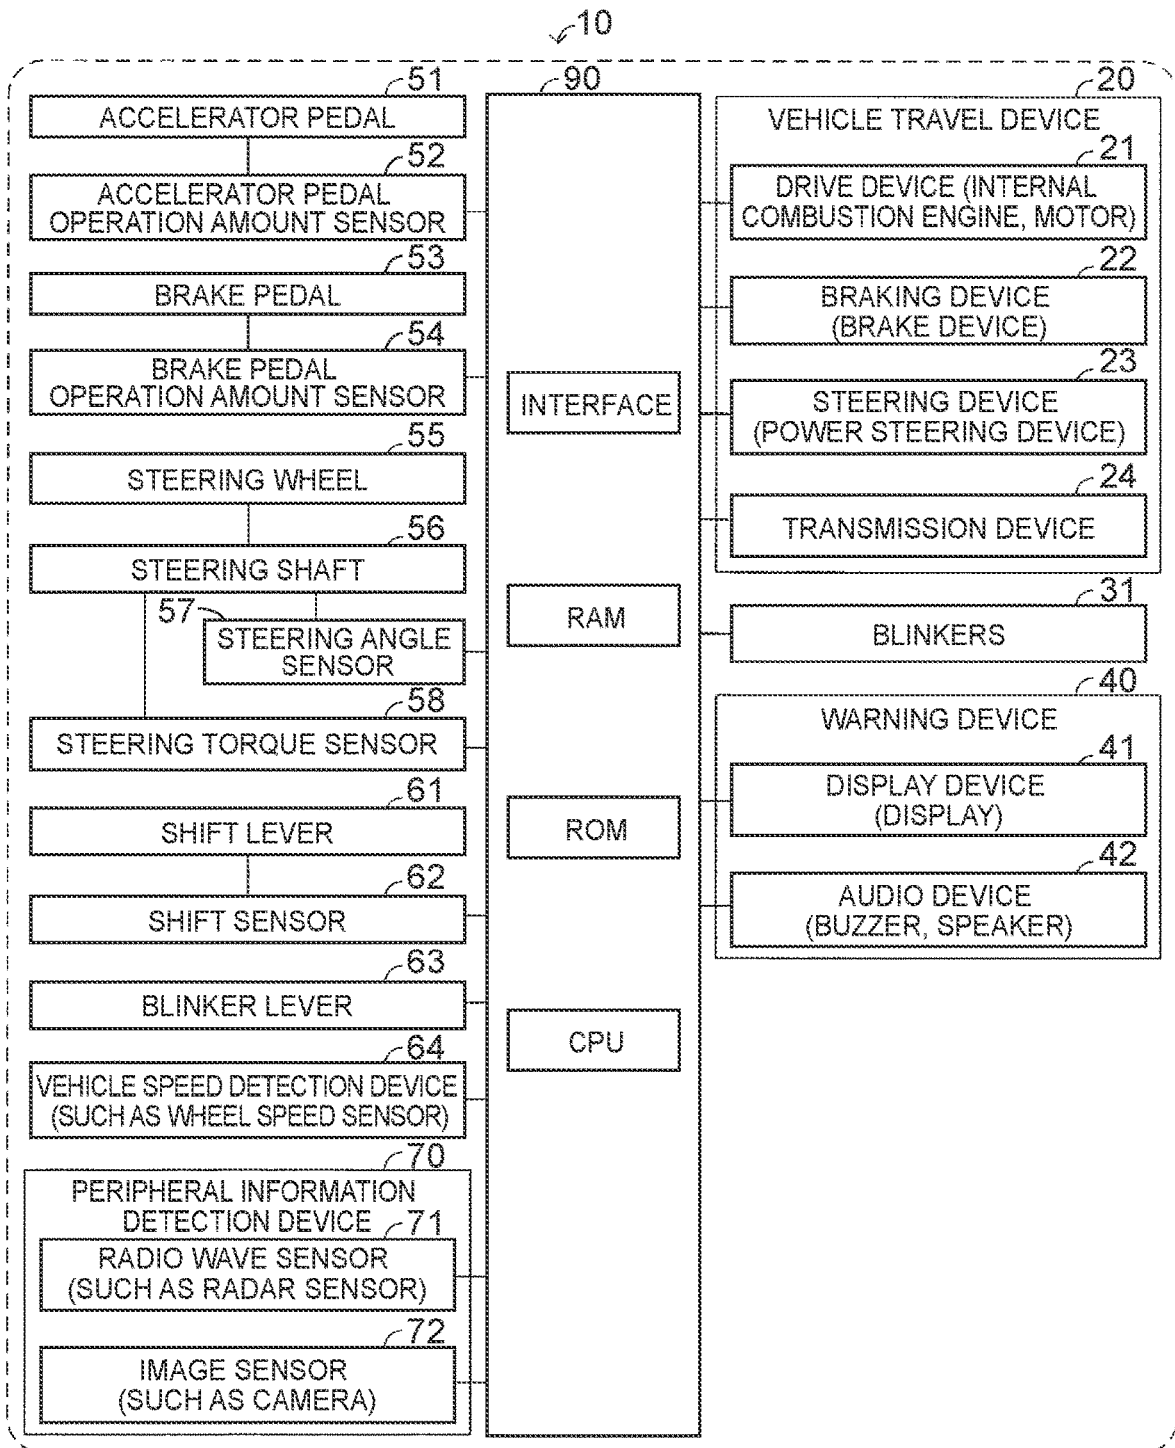 10
51
ACCELERATOR PEDAL
52
ACCELERATOR PEDAL
OPERATION AMOUNT SENSOR
53
BRAKE PEDAL
54
BRAKE PEDAL
OPERATION AMOUNT SENSOR
55
STEERING WHEEL
56
STEERING SHAFT
57
STEERING ANGLE
SENSOR
58
STEERING TORQUE SENSOR
61
SHIFT LEVER
62
SHIFT SENSOR
63
BLINKER LEVER
64
VEHICLE SPEED DETECTION DEVICE
(SUCH AS WHEEL SPEED SENSOR)
70
PERIPHERAL INFORMATION
DETECTION DEVICE
71
RADIO WAVE SENSOR
(SUCH AS RADAR SENSOR)
72
IMAGE SENSOR
(SUCH AS CAMERA)
90
INTERFACE
RAM
ROM
CPU
20
VEHICLE TRAVEL DEVICE
21
DRIVE DEVICE (INTERNAL
COMBUSTION ENGINE, MOTOR)
22
BRAKING DEVICE
(BRAKE DEVICE)
23
STEERING DEVICE
(POWER STEERING DEVICE)
24
TRANSMISSION DEVICE
31
BLINKERS
40
WARNING DEVICE
41
DISPLAY DEVICE
(DISPLAY)
42
AUDIO DEVICE
(BUZZER, SPEAKER)